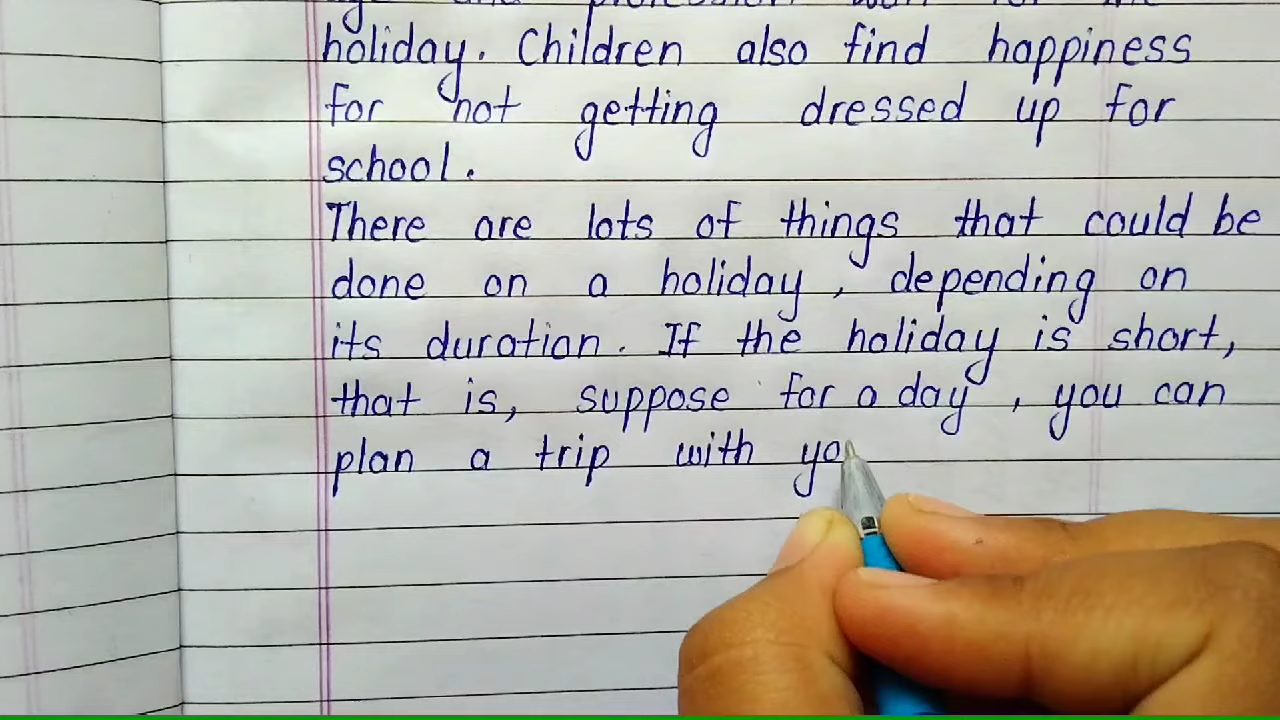 holiday. Children also find happiness
for not getting dressed up for
school.
There are lots of things that could be
done on a holiday, depending on
its duration. If the holiday is short,
that is, suppose for a day, you can
plan a trip with yo